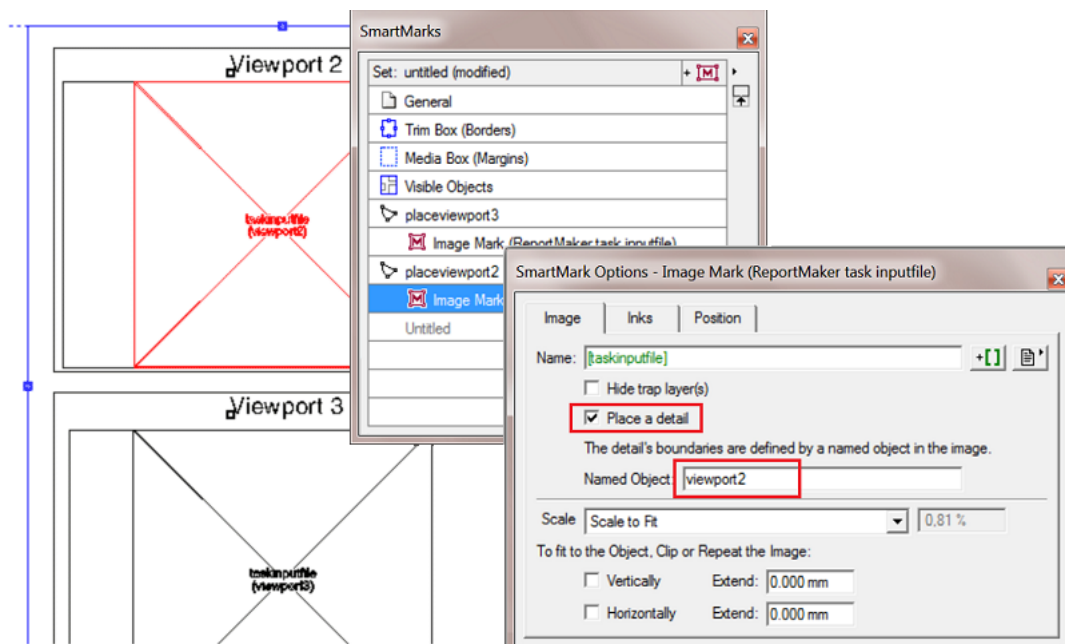 Viewport 2
taskinputfile
(viewport2)
Viewport 3
taskinputfile
(viewport3)
SmartMarks
Set: untitled (modified)
General
Trim Box (Borders)
Media Box (Margins)
Visible Objects
placeviewport3
Image Mark (ReportMaker task inputfile)
placeviewport2
Image Mark
Untitled
SmartMark Options - Image Mark (ReportMaker task inputfile)
Image Inks Position
Name: [taskinputfile]
Hide trap layer(s)
Place a detail
The detail's boundaries are defined by a named object in the image.
Named Object: viewport2
Scale Scale to Fit 0,81 %
To fit to the Object, Clip or Repeat the Image:
Vertically Extend: 0.000 mm
Horizontally Extend: 0.000 mm